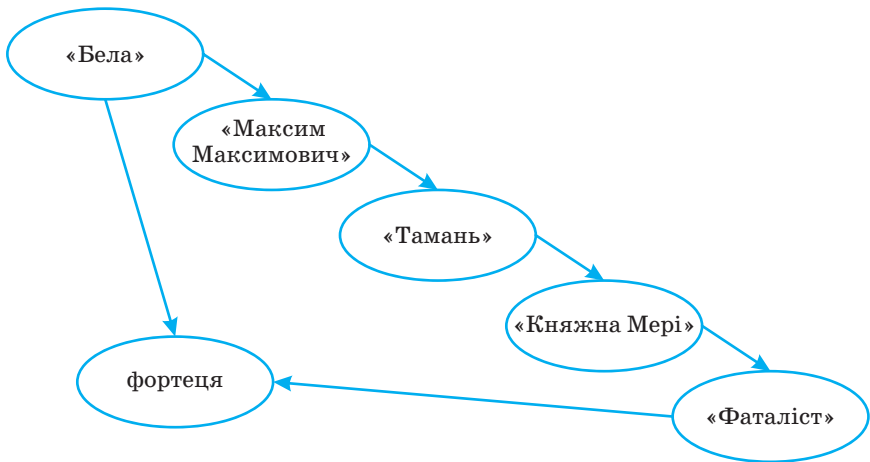 «Бела»
«Максим
Максимович»
«Тамань»
«Княжна Мері»
фортеця
«Фаталіст»